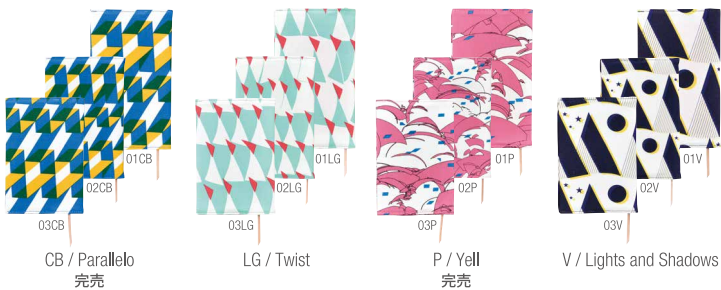 01CB
02CB
03CB
CB / Parallelo
完売
01LG
02LG
03LG
LG / Twist
01P
02P
03P
P / Yell
完売
01V
02V
03V
V / Lights and Shadows